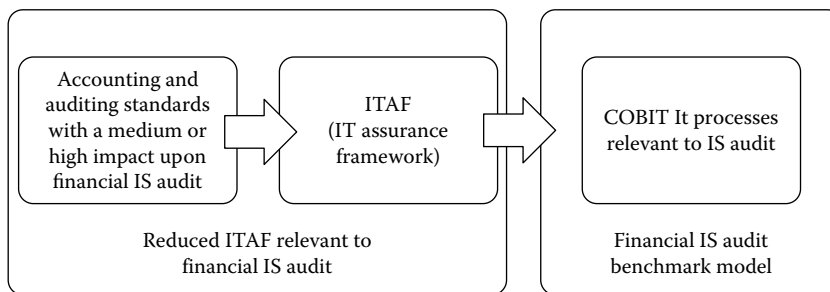 Accounting and
auditing standards
with a medium or
high impact upon
financial IS audit
ITAF
(IT assurance
framework)
COBIT It processes
relevant to IS audit
Reduced ITAF relevant to
financial IS audit
Financial IS audit
benchmark model